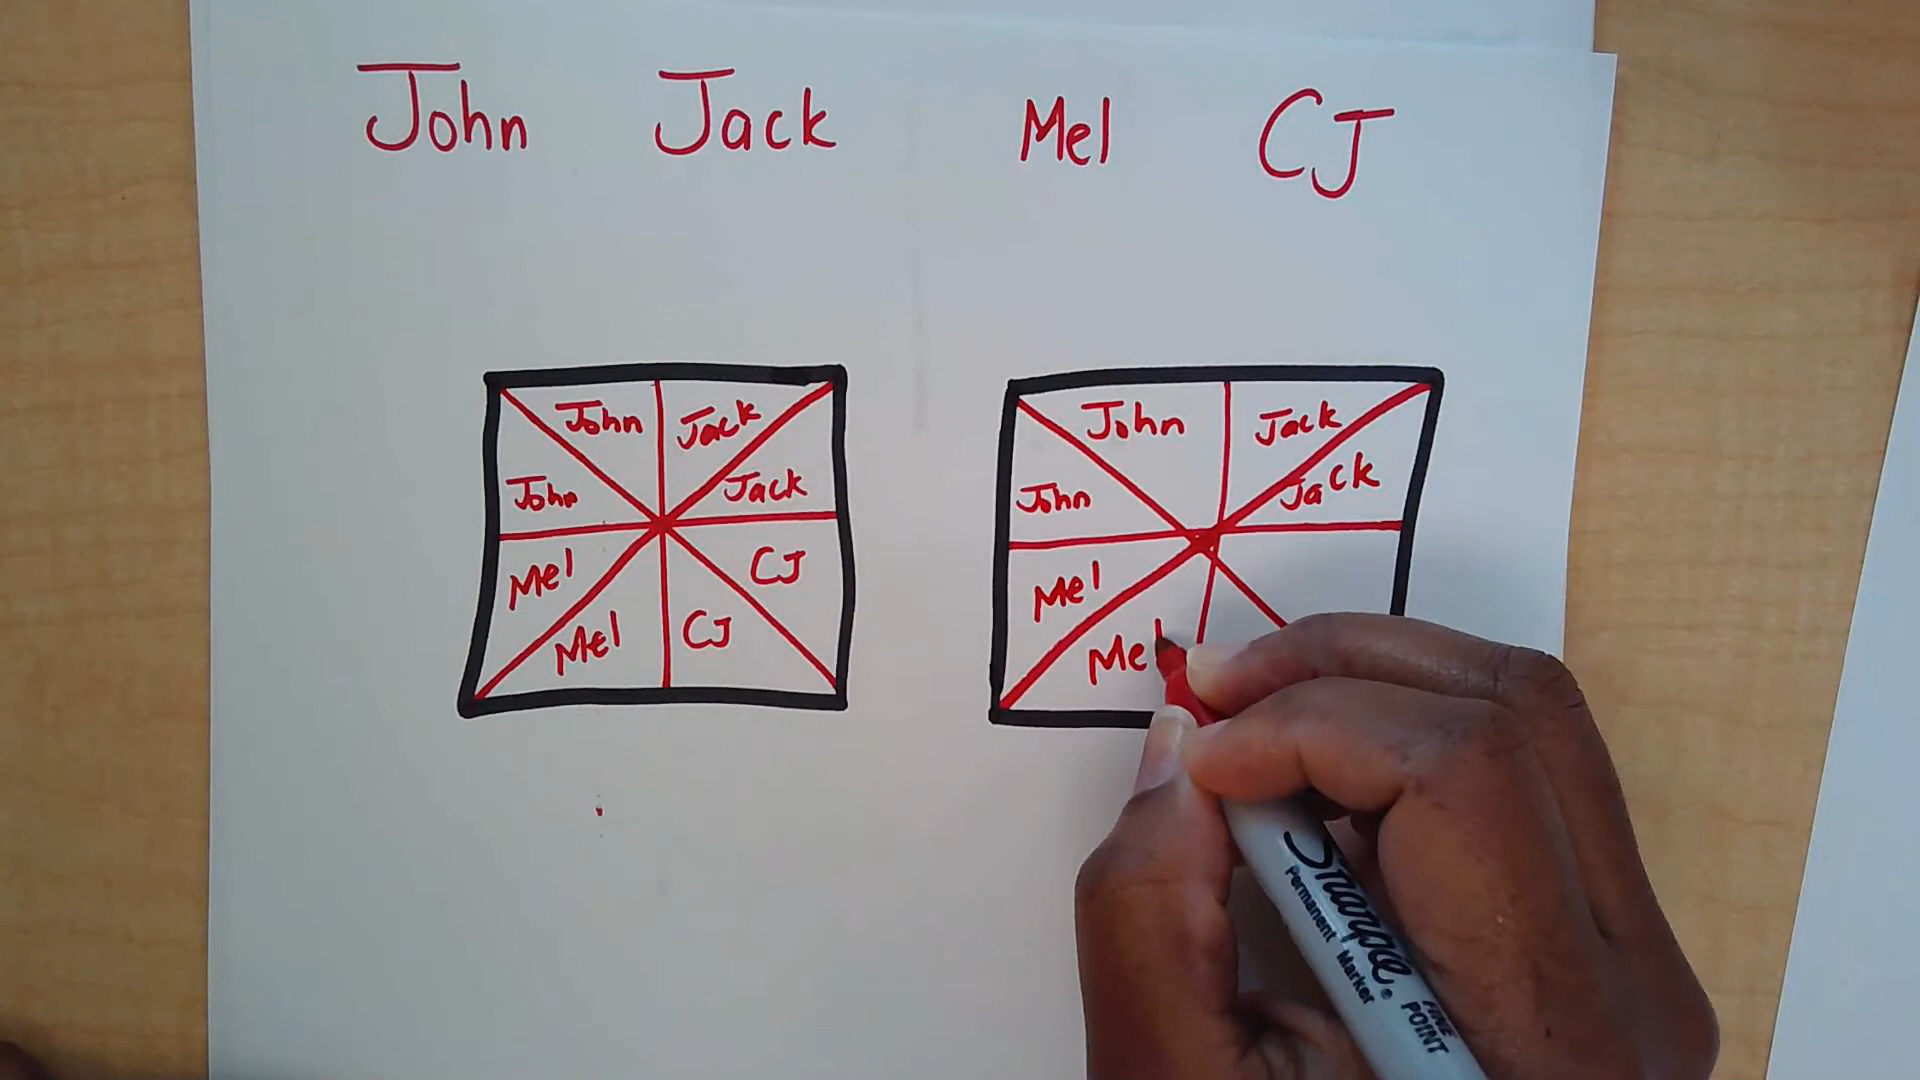 John Jack Mel CJ
John Jack
John Jack
Mel CJ
Mel CJ
John Jack
John Jack
Mel
Mel
Sharpie
Permanent Marker
FINE
POINT